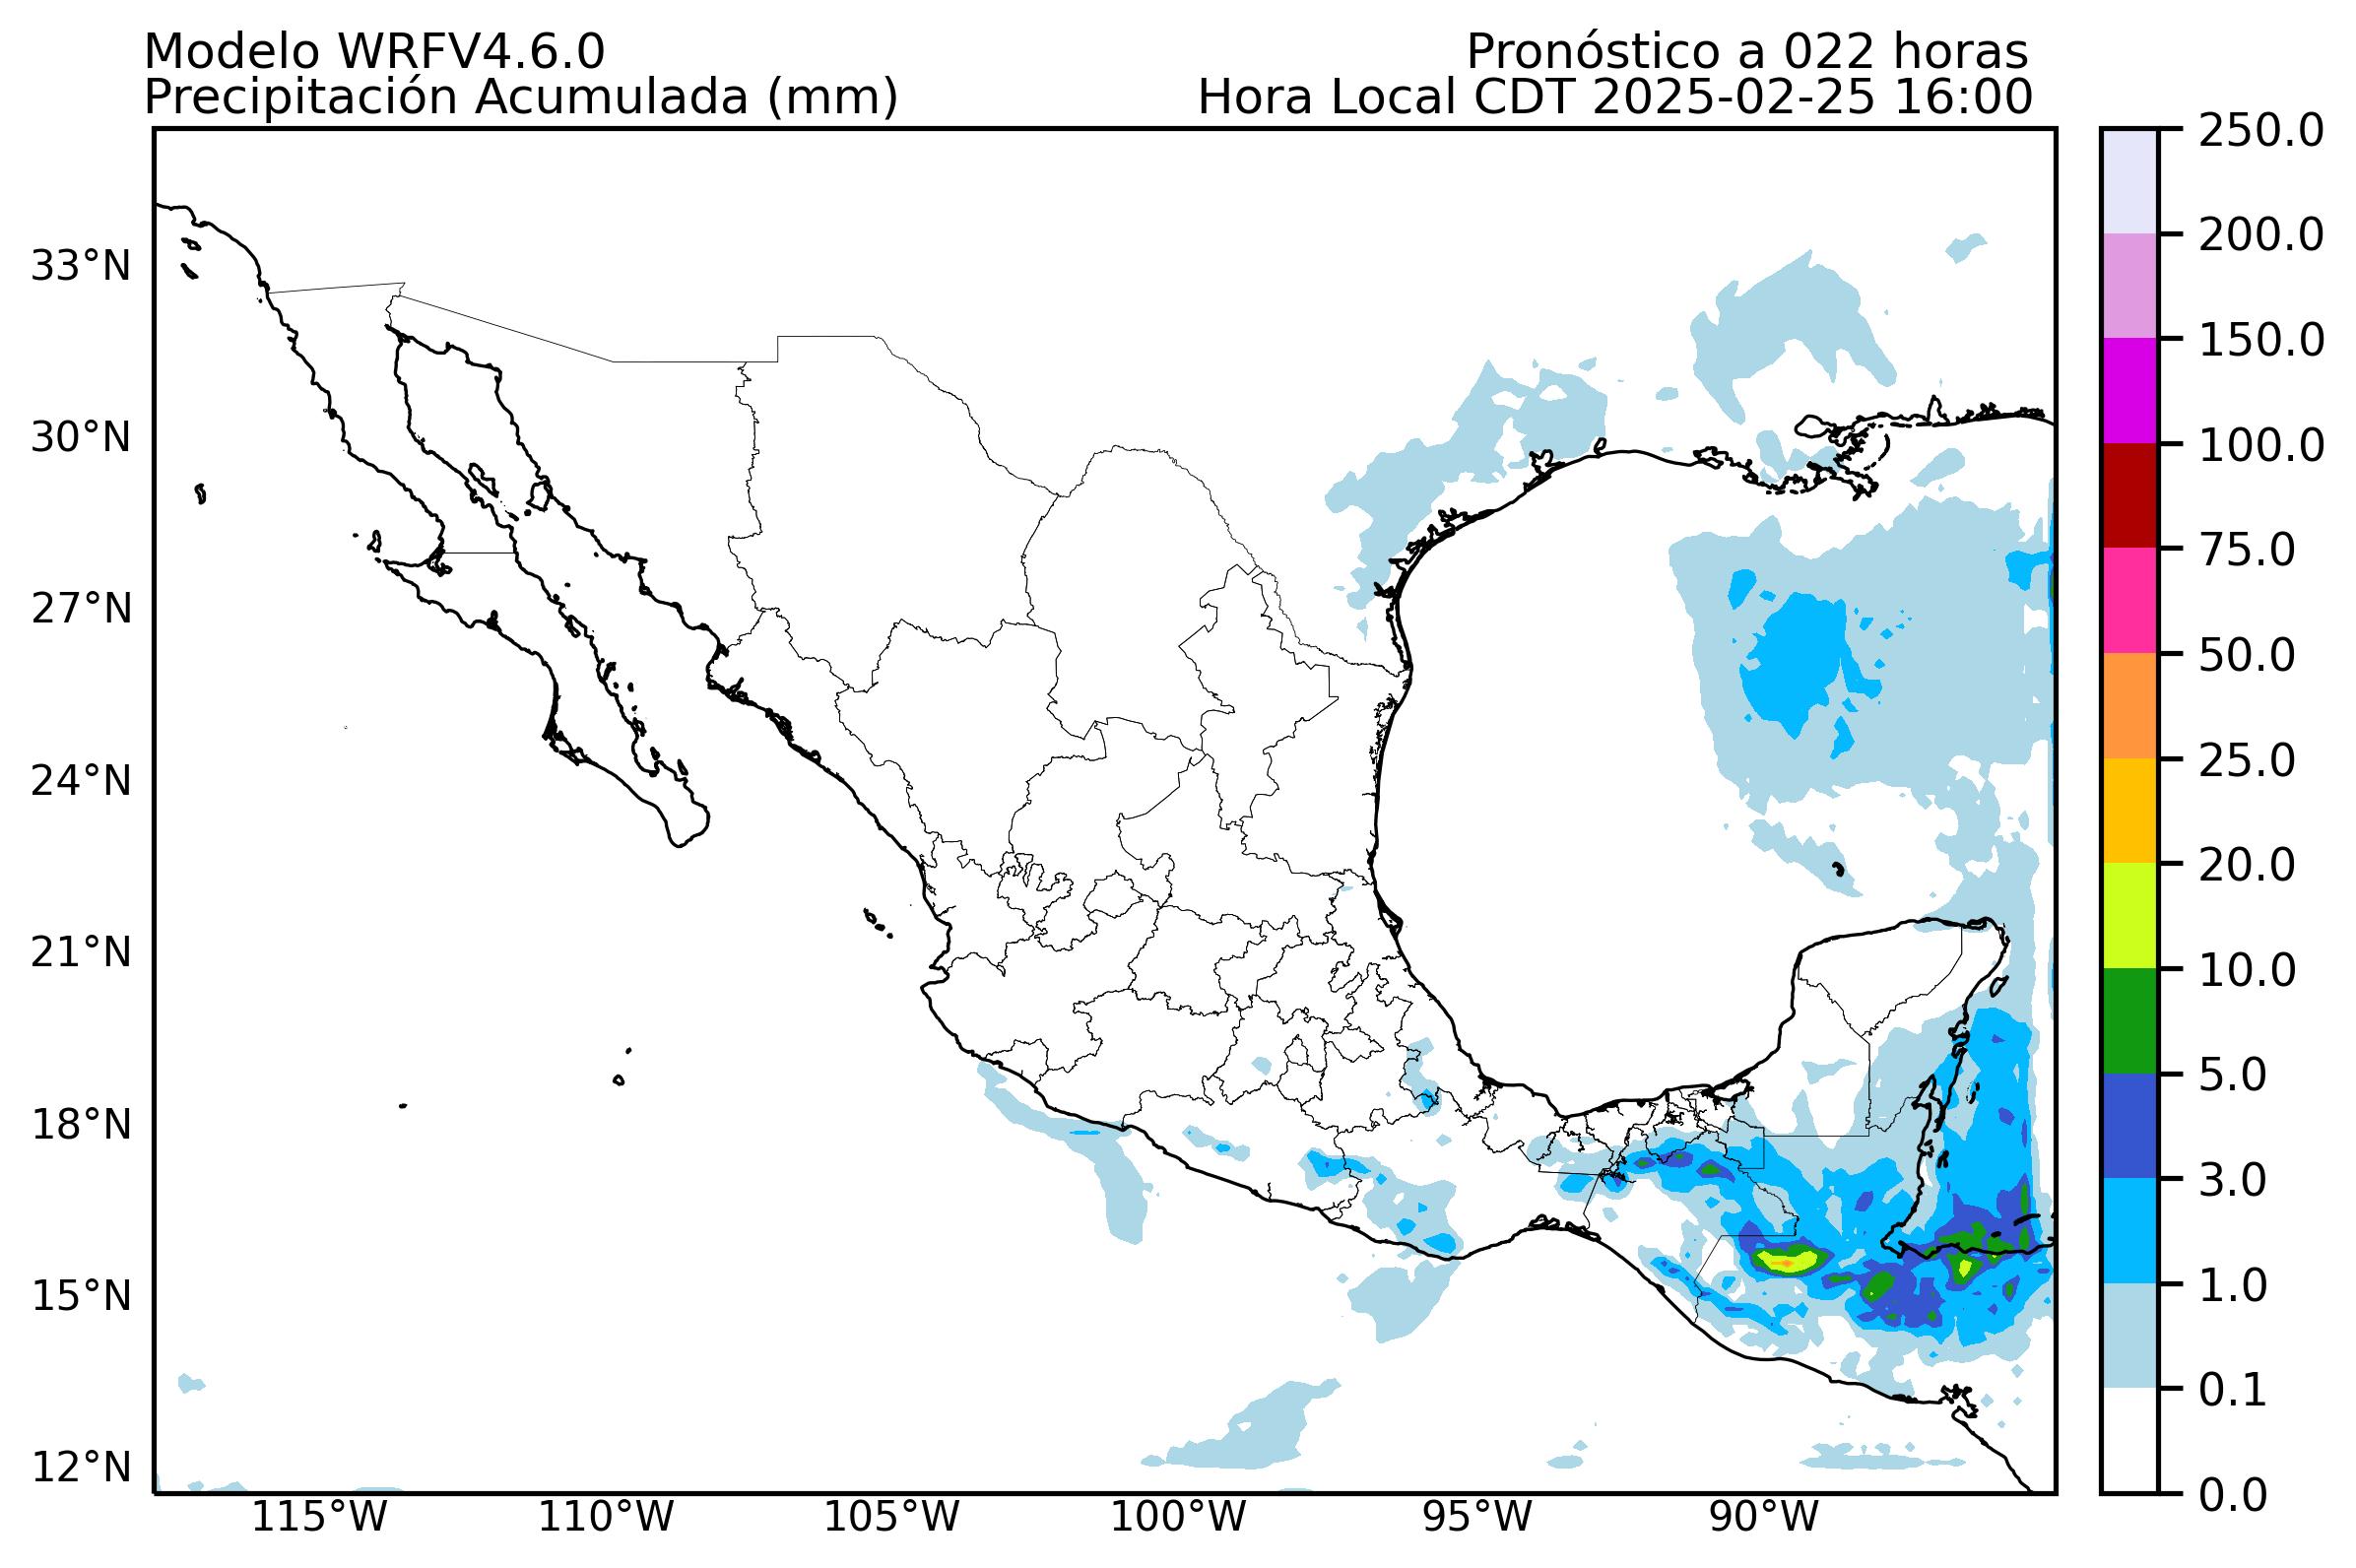 Modelo WRFV4.6.0
Pronóstico a 022 horas
Precipitación Acumulada (mm)
Hora Local CDT 2025-02-25 16:00
250.0
200.0
150.0
100.0
75.0
50.0
25.0
20.0
10.0
5.0
3.0
1.0
0.1
0.0
33°N
30°N
27°N
24°N
21°N
18°N
15°N
12°N
115°W
110°W
105°W
100°W
95°W
90°W